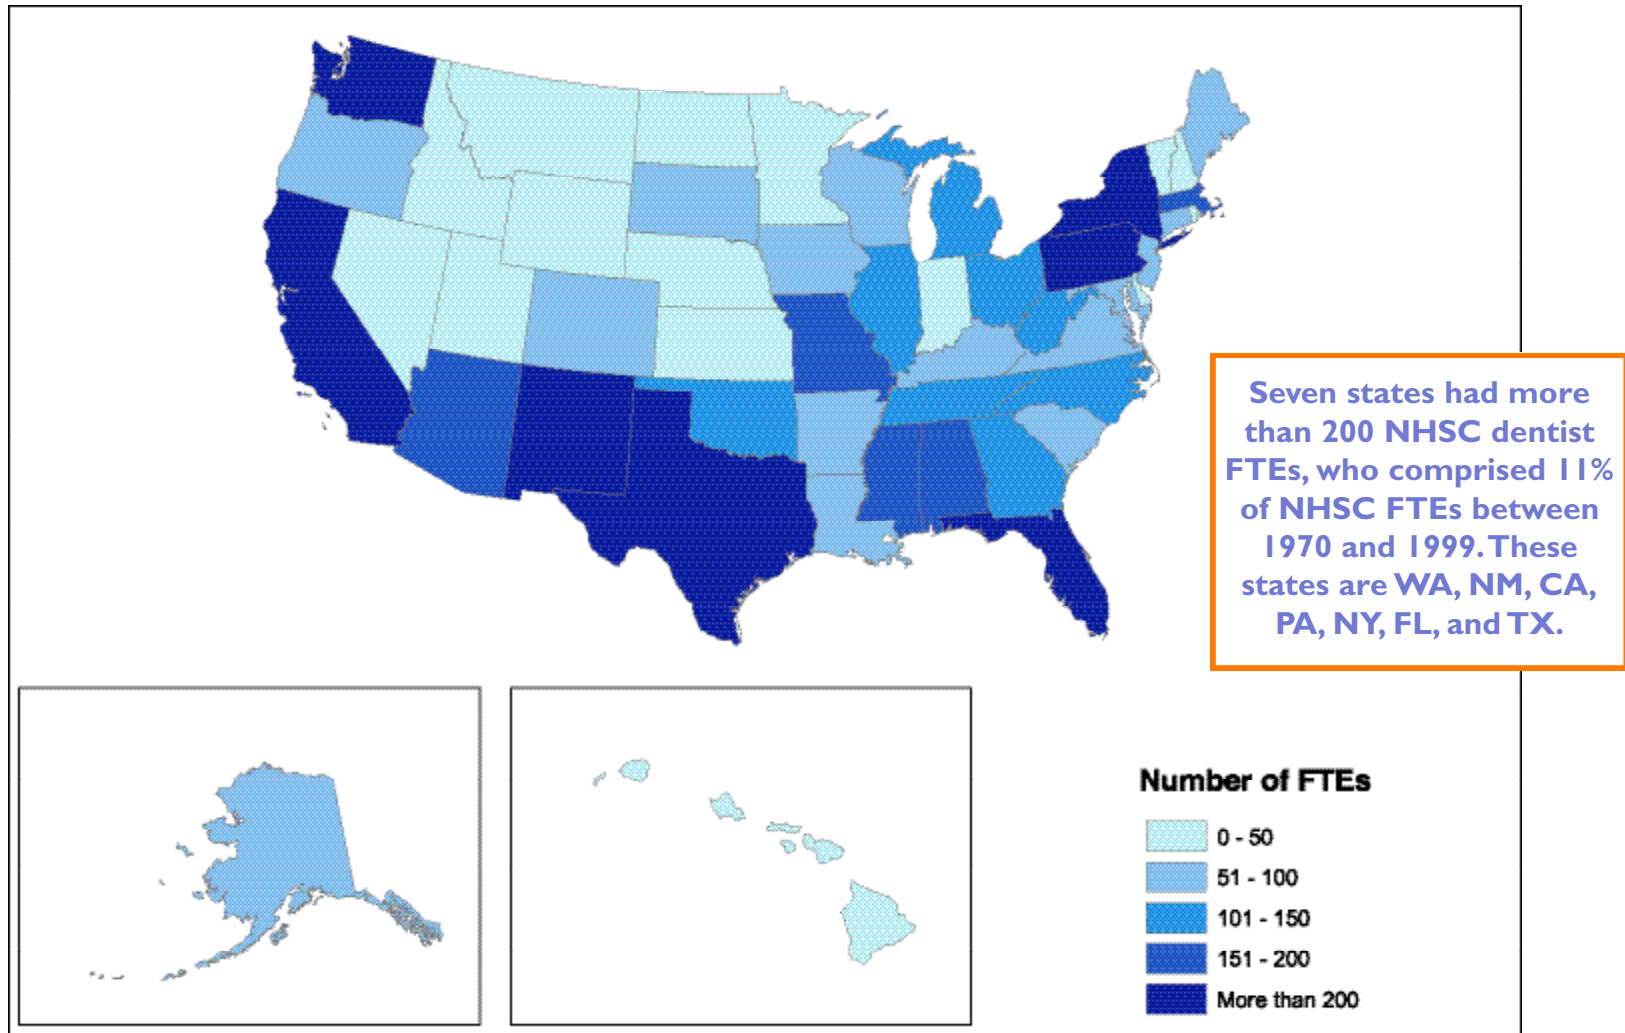 Seven states had more
than 200 NHSC dentist
FTEs, who comprised 11%
of NHSC FTEs between
1970 and 1999. These
states are WA, NM, CA,
PA, NY, FL, and TX.
Number of FTEs
0 - 50
51 - 100
101 - 150
151 - 200
More than 200